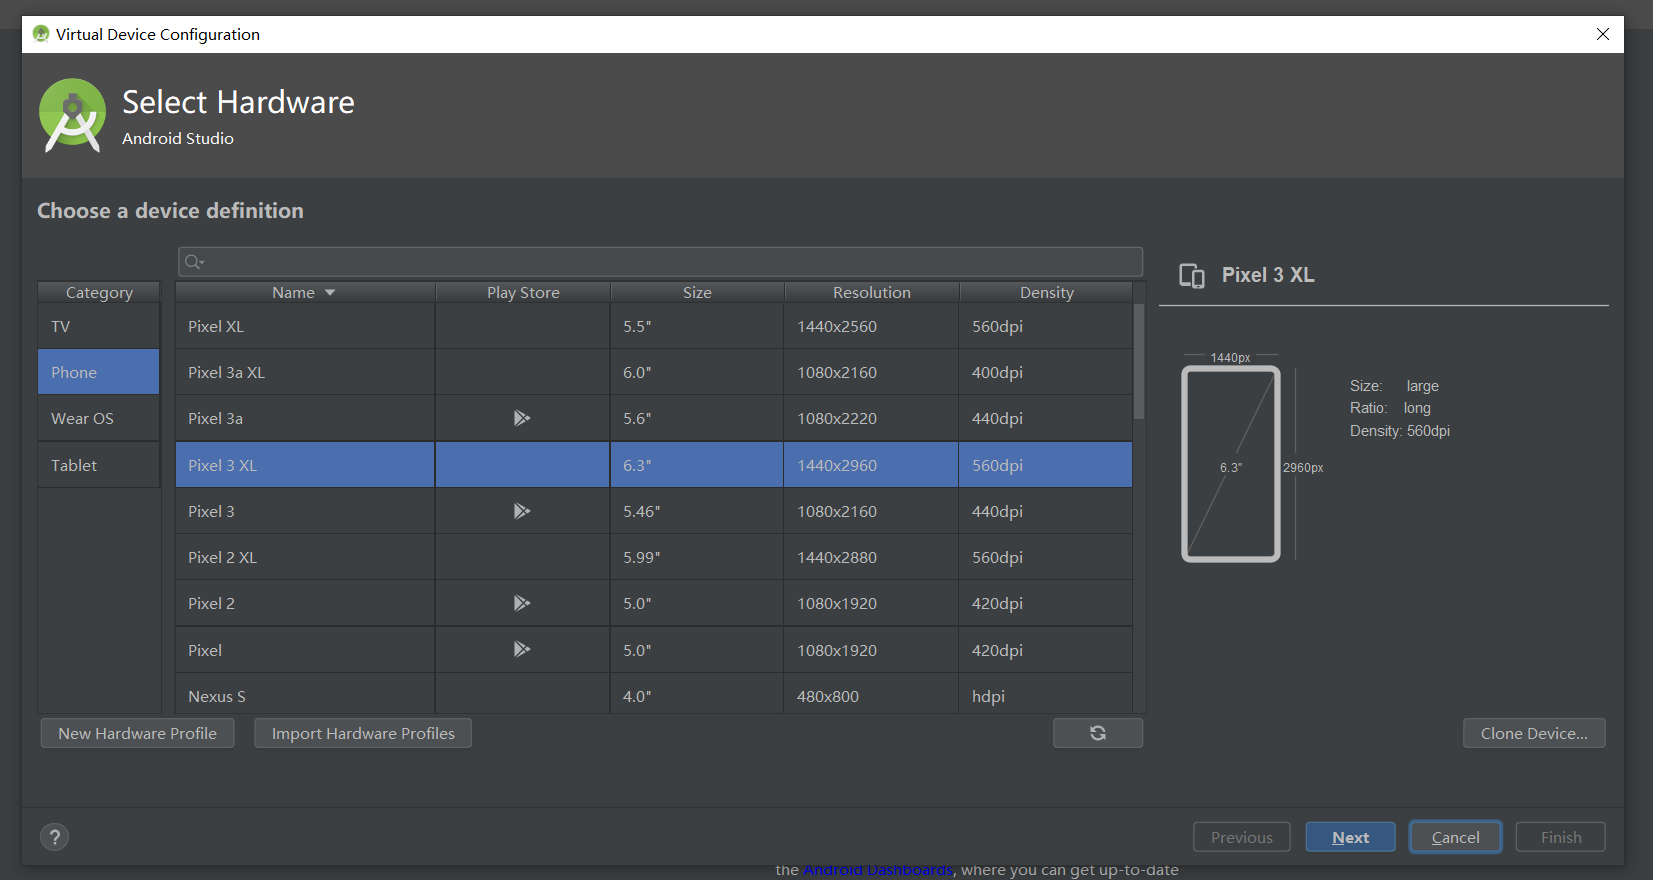 Virtual Device Configuration
Select Hardware
Android Studio
Choose a device definition
Category
TV
Phone
Wear OS
Tablet
Name Play Store Size Resolution Density
Pixel XL 5.5" 1440x2560 560dpi
Pixel 3a XL 6.0" 1080x2160 400dpi
Pixel 3a 5.6" 1080x2220 440dpi
Pixel 3 XL 6.3" 1440x2960 560dpi
Pixel 3 5.46" 1080x2160 440dpi
Pixel 2 XL 5.99" 1440x2880 560dpi
Pixel 2 5.0" 1080x1920 420dpi
Pixel 5.0" 1080x1920 420dpi
Nexus S 4.0" 480x800 hdpi
Pixel 3 XL
1440px
6.3"
2960px
Size: large
Ratio: long
Density: 560dpi
New Hardware Profile Import Hardware Profiles Clone Device...
? Previous Next Cancel Finish
the Android Dashboards, where you can get up-to-date